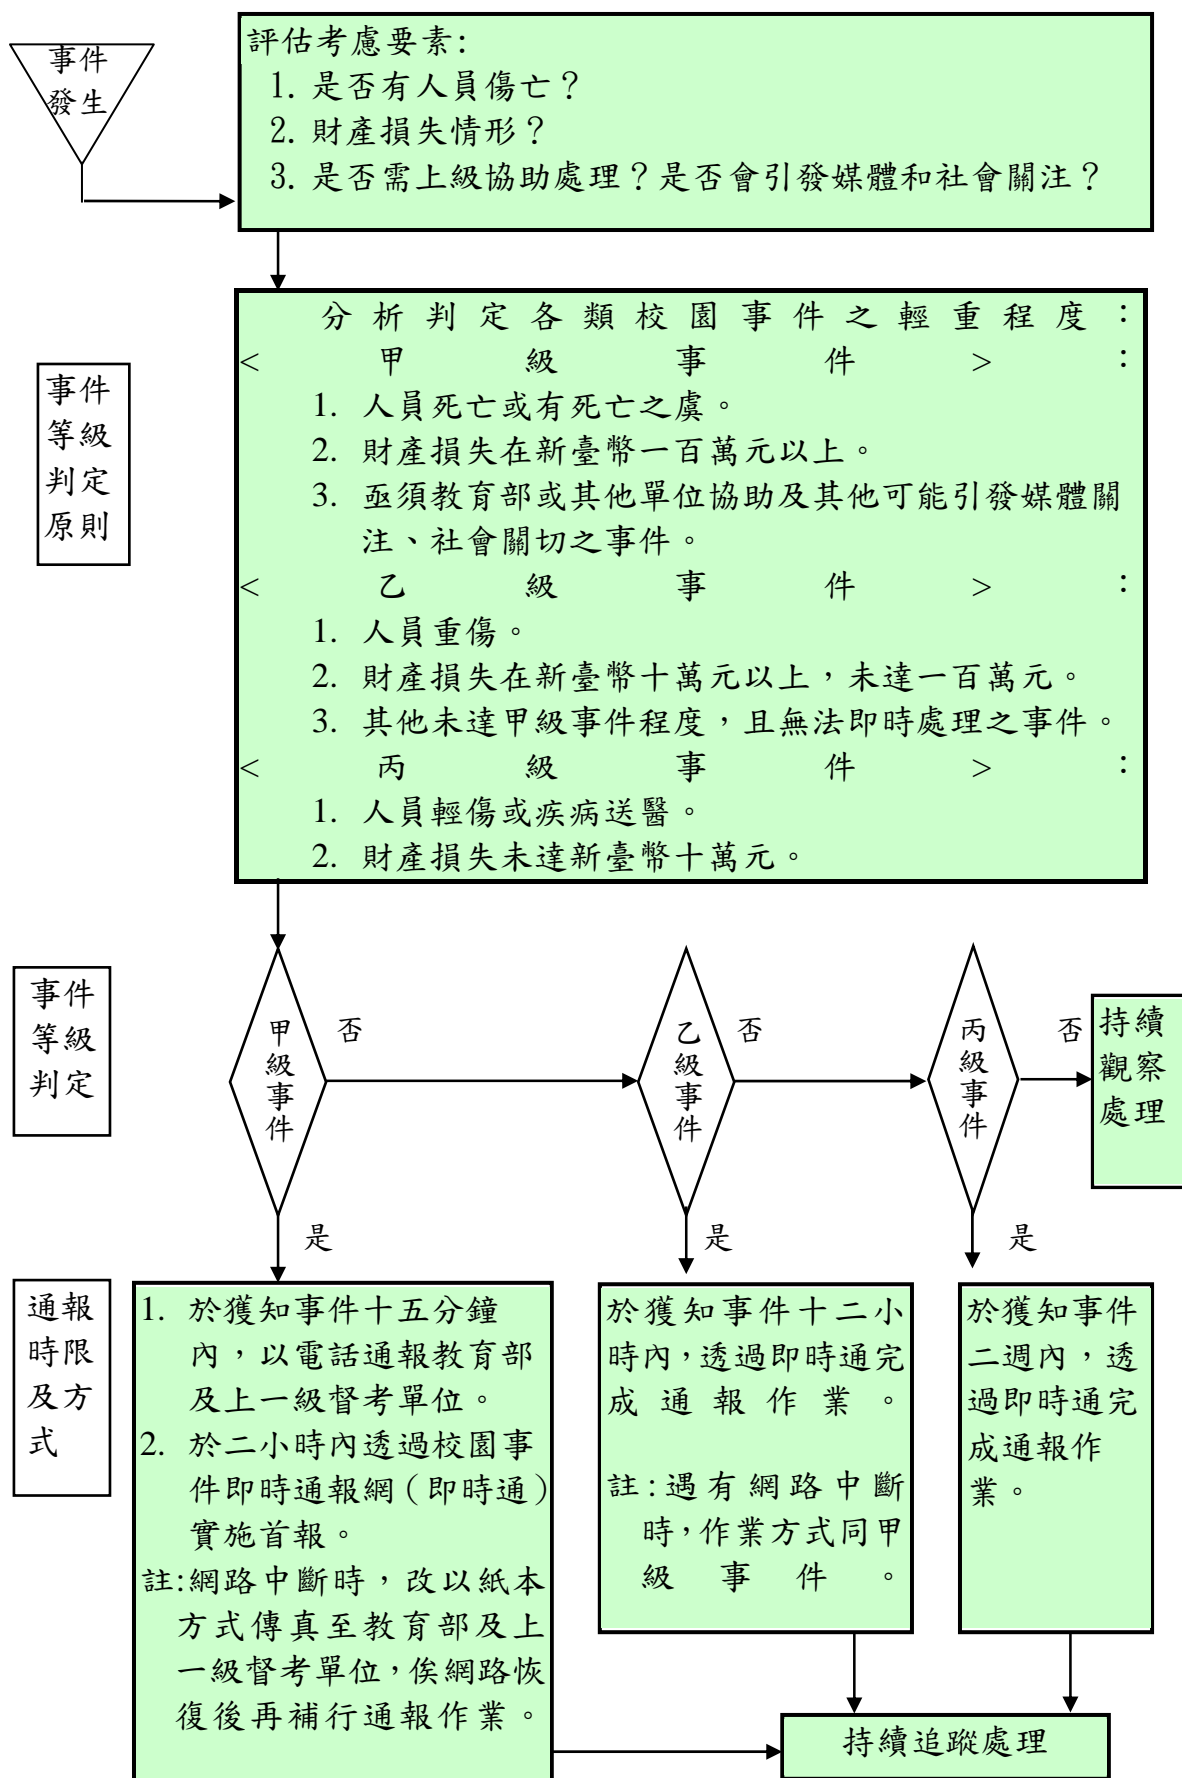 事件
發生
評估考慮要素:
1. 是否有人員傷亡？
2. 財產損失情形？
3. 是否需上級協助處理？是否會引發媒體和社會關注？
事件
等級
判定
原則
分析判定各類校園事件之輕重程度：
<甲級事件>：
1. 人員死亡或有死亡之虞。
2. 財產損失在新臺幣一百萬元以上。
3. 亟須教育部或其他單位協助及其他可能引發媒體關
注、社會關切之事件。
<乙級事件>：
1. 人員重傷。
2. 財產損失在新臺幣十萬元以上，未達一百萬元。
3. 其他未達甲級事件程度，且無法即時處理之事件。
<丙級事件>：
1. 人員輕傷或疾病送醫。
2. 財產損失未達新臺幣十萬元。
事件
等級
判定
甲級事件
否
乙級事件
否
丙級事件
否
持續
觀察
處理
是
是
是
通報
時限
及方
式
1. 於獲知事件十五分鐘
內，以電話通報教育部
及上一級督考單位。
2. 於二小時內透過校園事
件即時通報網(即時通)
實施首報。
註:網路中斷時，改以紙本
方式傳真至教育部及上
一級督考單位，俟網路恢
復後再補行通報作業。
於獲知事件十二小
時內，透過即時通完
成通報作業。
註:遇有網路中斷
時，作業方式同甲
級事件。
於獲知事件
二週內，透
過即時通完
成通報作
業。
持續追蹤處理